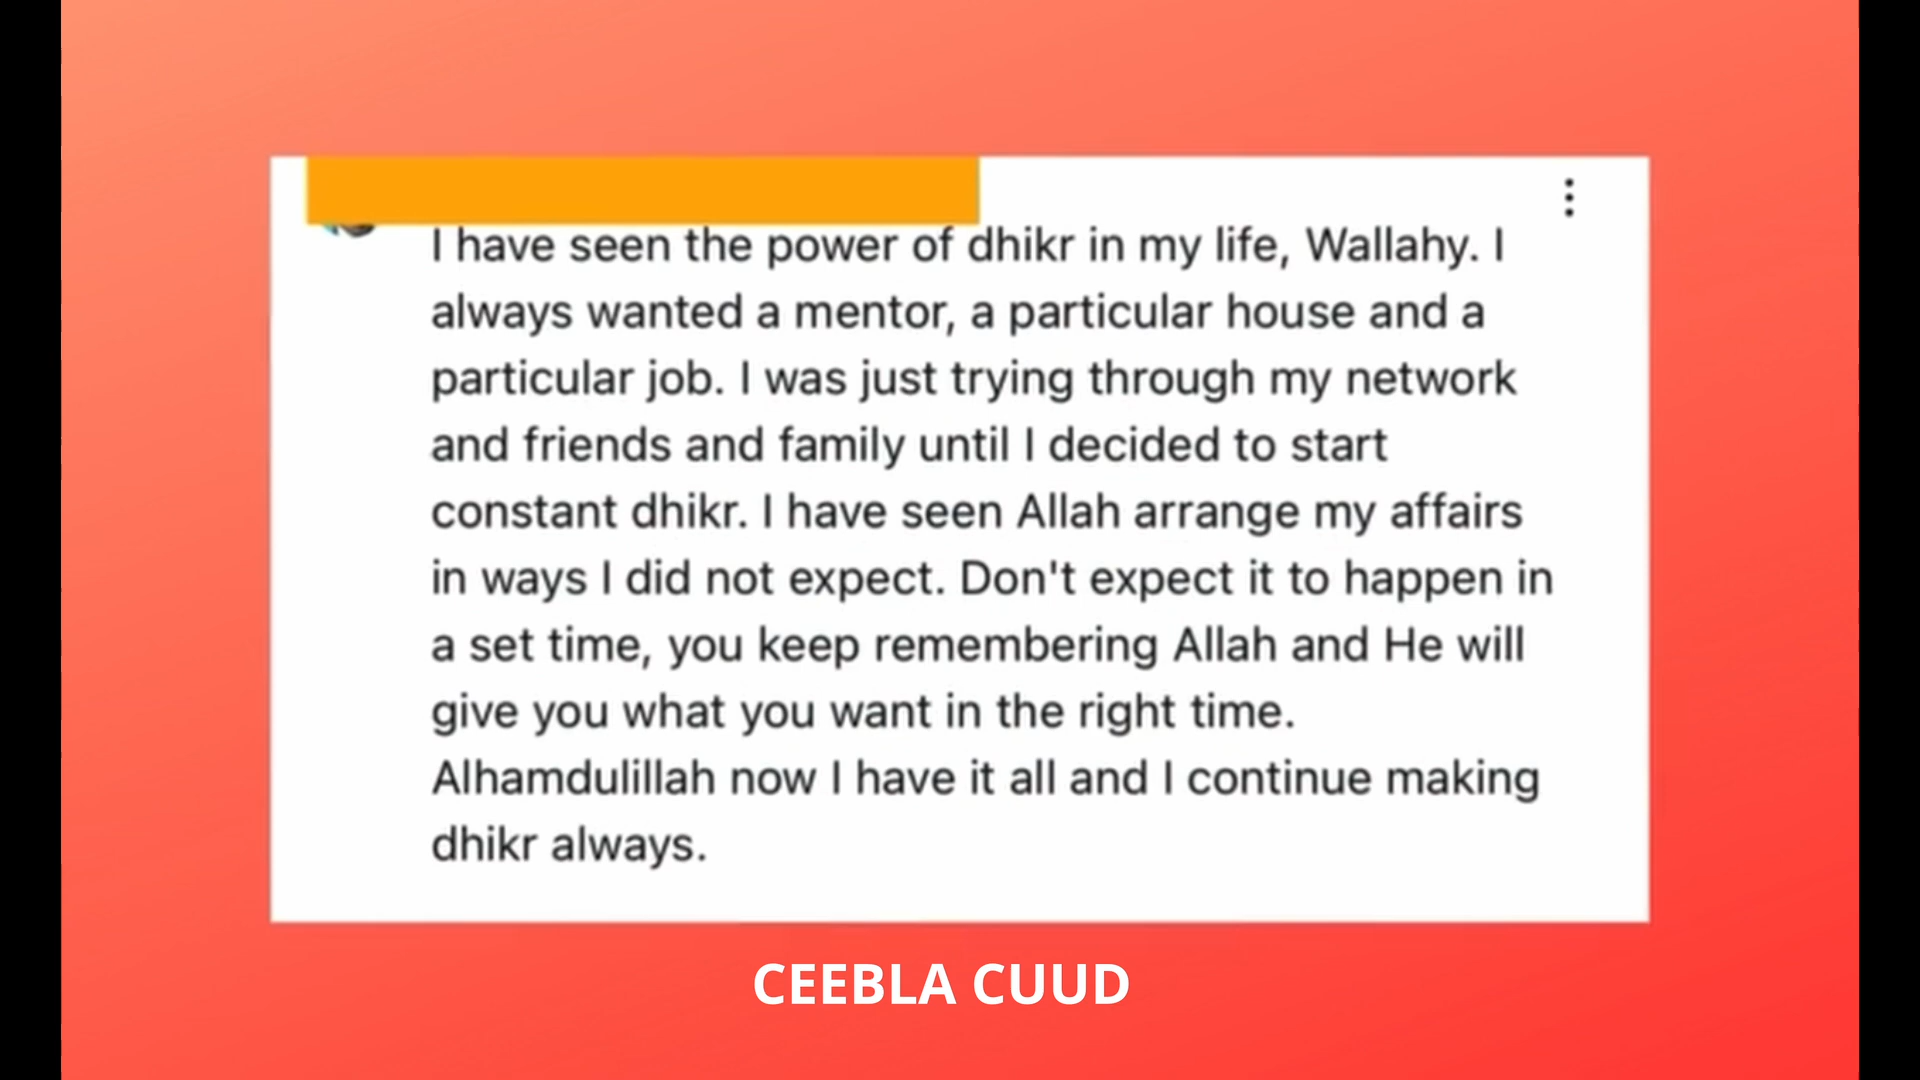 I have seen the power of dhikr in my life, Wallahy. I
always wanted a mentor, a particular house and a
particular job. I was just trying through my network
and friends and family until I decided to start
constant dhikr. I have seen Allah arrange my affairs
in ways I did not expect. Don't expect it to happen in
a set time, you keep remembering Allah and He will
give you what you want in the right time.
Alhamdulillah now I have it all and I continue making
dhikr always.
CEEBLA CUUD